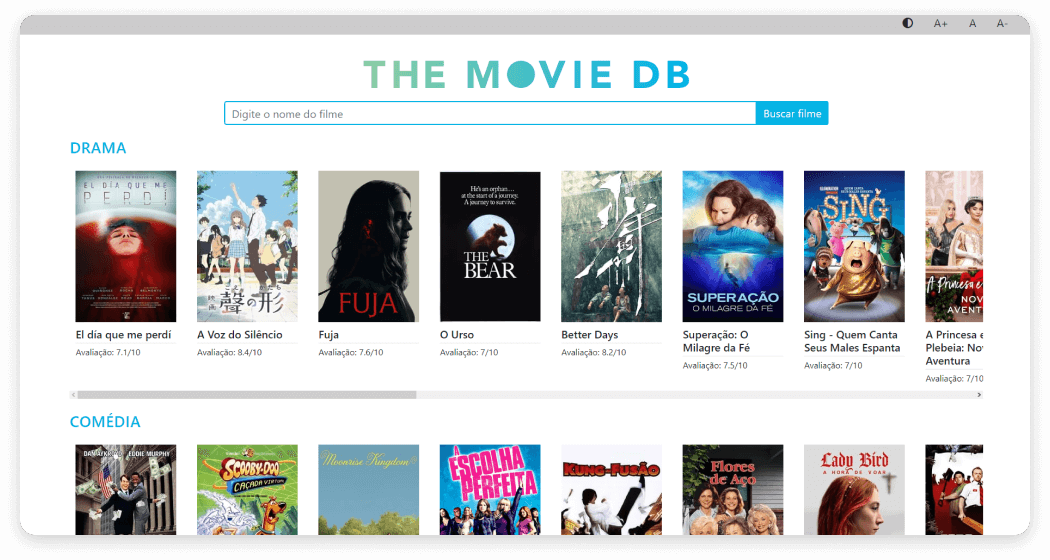 A+ A A-
THE MOVIE DB
Digite o nome do filme
Buscar filme
DRAMA
EL DÍA QUE ME
PERDÍ
映画
聲の形
FUJA
He's an orphan...
at the start of a journey.
A journey to survive.
THE
BEAR
SUPERAÇÃO
O MILAGRE DA FÉ
SING
A Princesa e
NOV
AVENT
El día que me perdí
Avaliação: 7.1/10
A Voz do Silêncio
Avaliação: 8.4/10
Fuja
Avaliação: 7.6/10
O Urso
Avaliação: 7/10
Better Days
Avaliação: 8.2/10
Superação: O
Milagre da Fé
Avaliação: 7.5/10
Sing - Quem Canta
Seus Males Espanta
Avaliação: 7/10
A Princesa e
Plebeia: No
Aventura
Avaliação: 7/10
COMÉDIA
DAN AYKROYD EDDIE MURPHY
SCOOBY-DOO
CAÇADA VIRTUAL
Moonrise Kingdom
A ESCOLHA
PERFEITA
KUNG-FUSÃO
Flores
de Aço
Lady Bird
A HORA DE VOAR